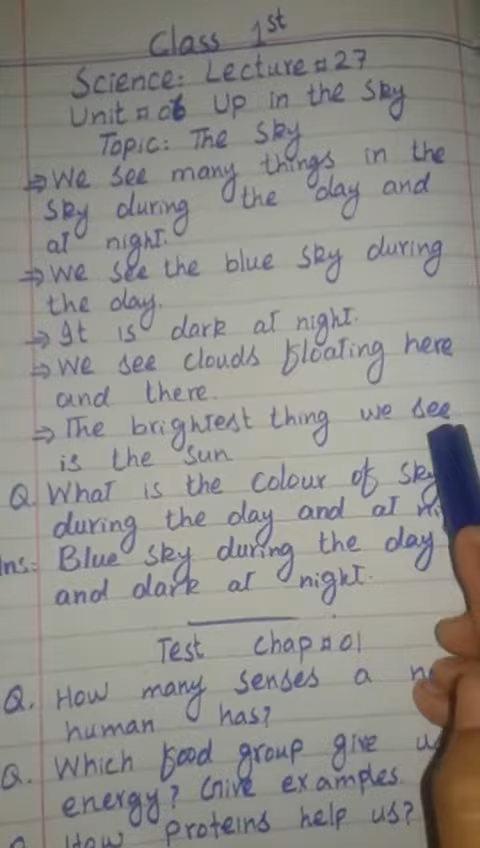 Class 1st
Science: Lecture = 27
Unit = 06 Up in the sky
Topic: The sky
⇒ We see many things in the
sky during the day and
at night.
⇒ We see the blue sky during
the day.
⇒ It is dark at night.
⇒ We see clouds floating here
and there.
⇒ The brightest thing we see
is the sun
Q. What is the colour of sky
during the day and at
Ans: Blue sky during the day
and dark at night.
Test Chap = 01
Q. How many senses a
human has?
Q. Which food group give
energy? Give examples.
How proteins help us?